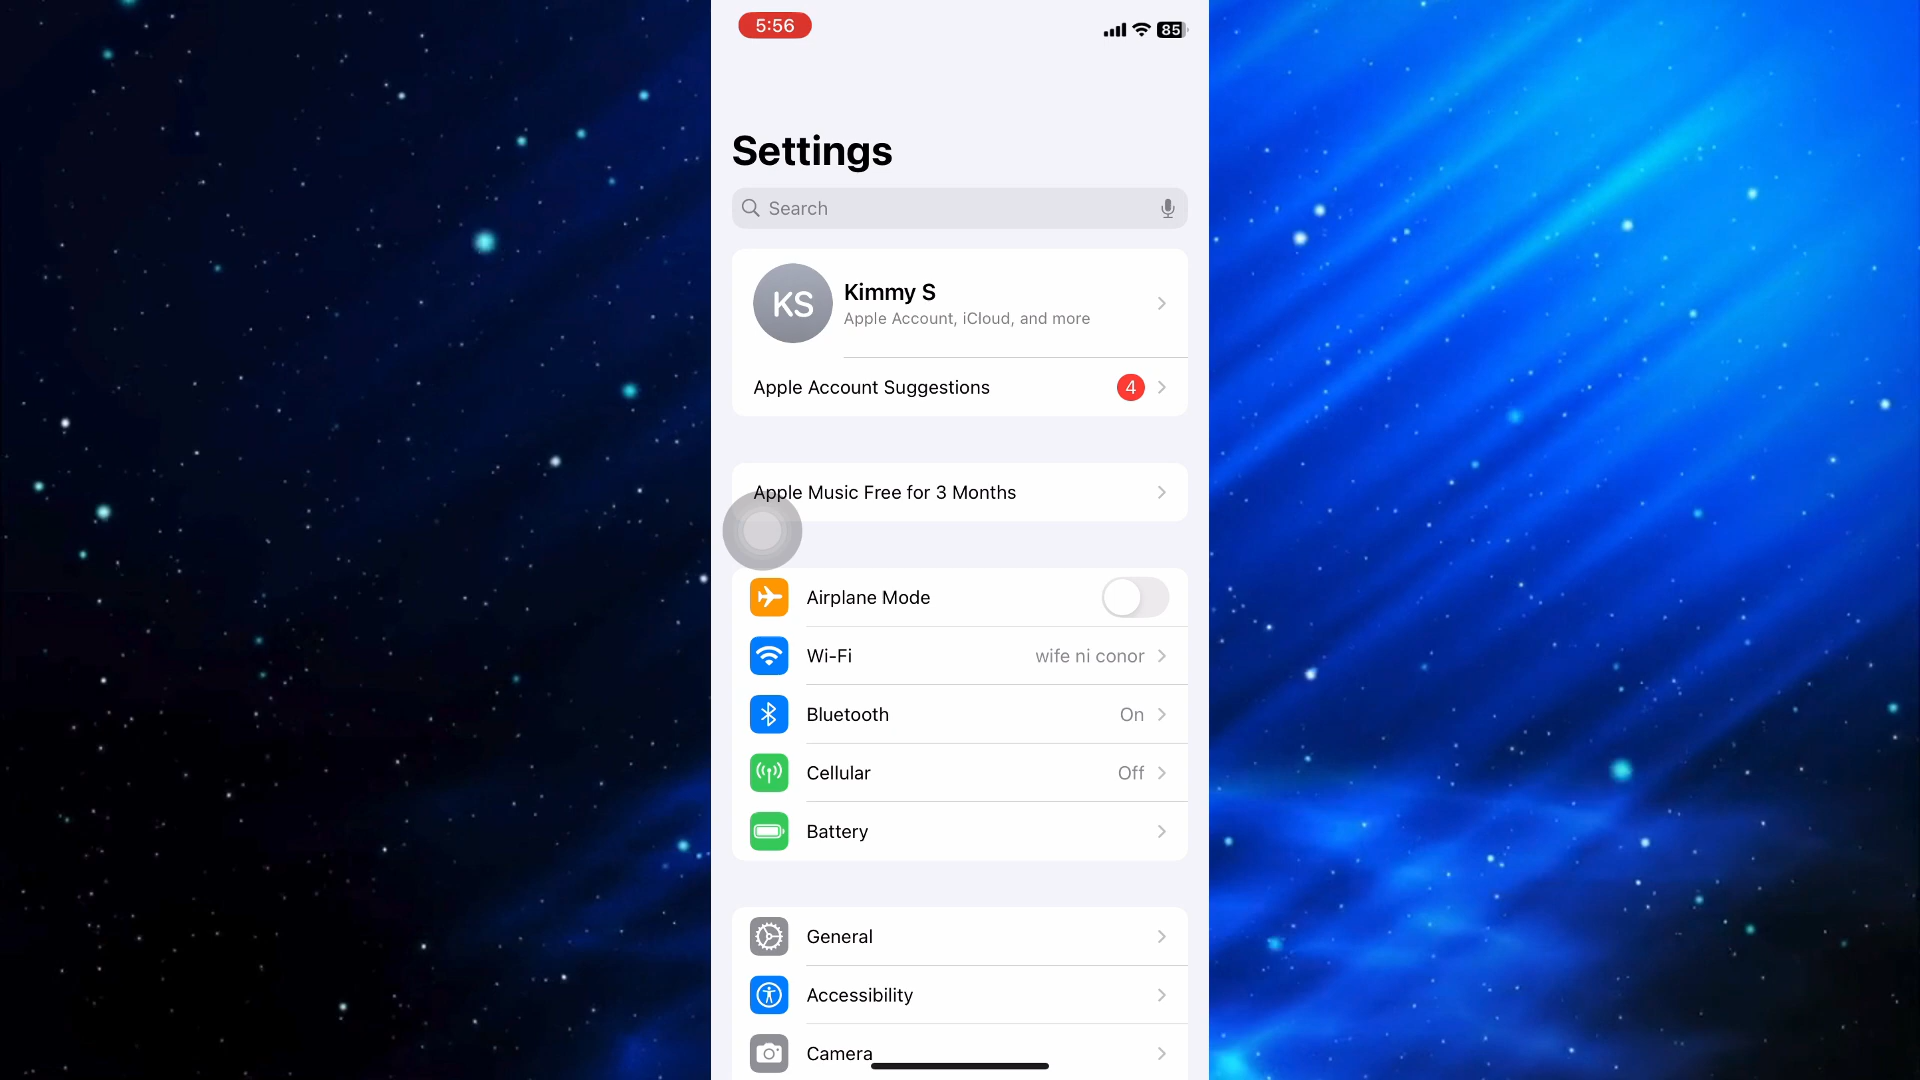 5:56
85
Settings
Search
KS
Kimmy S
Apple Account, iCloud, and more
Apple Account Suggestions 4
Apple Music Free for 3 Months
Airplane Mode
Wi-Fi wife ni conor
Bluetooth On
Cellular Off
Battery
General
Accessibility
Camera